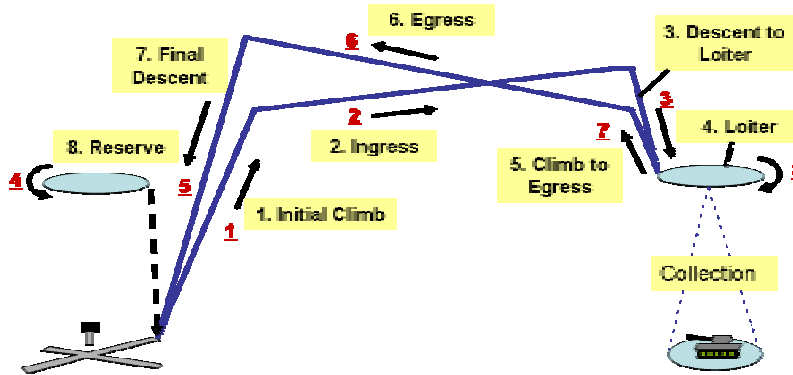 6. Egress
6
7. Final
Descent
3. Descent to
Loiter
3
2
2. Ingress
7
4. Loiter
8. Reserve
4
5
5. Climb to
Egress
1. Initial Climb
1
Collection